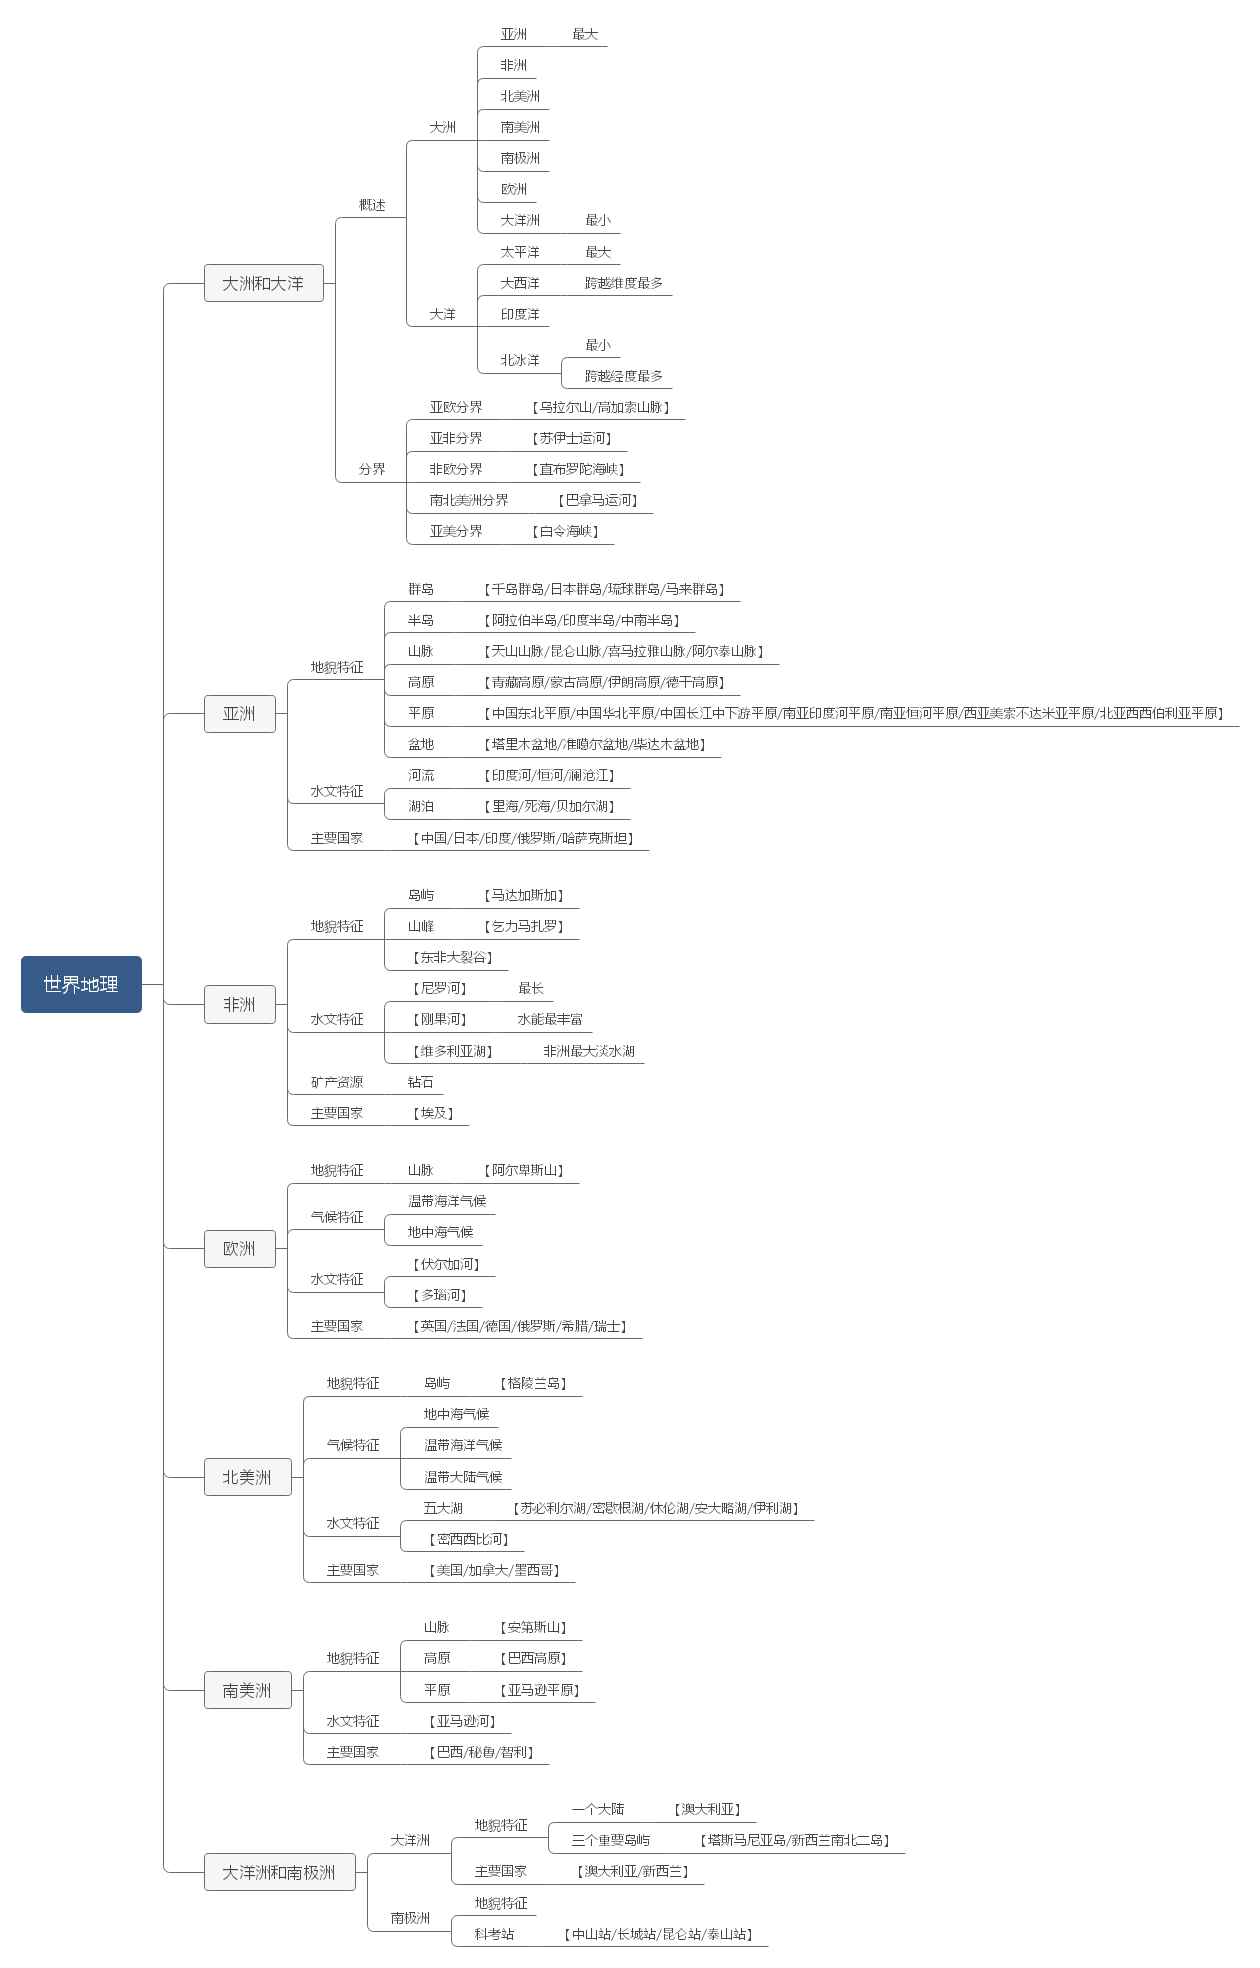 世界地理
大洲和大洋
概述
大洲
亚洲 最大
非洲
北美洲
南美洲
南极洲
欧洲
大洋洲 最小
大洋
太平洋 最大
大西洋 跨越维度最多
印度洋
北冰洋
最小
跨越经度最多
分界
亚欧分界 【乌拉尔山/高加索山脉】
亚非分界 【苏伊士运河】
非欧分界 【直布罗陀海峡】
南北美洲分界 【巴拿马运河】
亚美分界 【白令海峡】
亚洲
地貌特征
群岛 【千岛群岛/日本群岛/琉球群岛/马来群岛】
半岛 【阿拉伯半岛/印度半岛/中南半岛】
山脉 【天山山脉/昆仑山脉/喜马拉雅山脉/阿尔泰山脉】
高原 【青藏高原/蒙古高原/伊朗高原/德干高原】
平原 【中国东北平原/中国华北平原/中国长江中下游平原/南亚印度河平原/南亚恒河平原/西亚美索不达米亚平原/北亚西西伯利亚平原】
盆地 【塔里木盆地/准噶尔盆地/柴达木盆地】
水文特征
河流 【印度河/恒河/澜沧江】
湖泊 【里海/死海/贝加尔湖】
主要国家 【中国/日本/印度/俄罗斯/哈萨克斯坦】
非洲
地貌特征
岛屿 【马达加斯加】
山峰 【乞力马扎罗】
【东非大裂谷】
水文特征
【尼罗河】 最长
【刚果河】 水能最丰富
【维多利亚湖】 非洲最大淡水湖
矿产资源 钻石
主要国家 【埃及】
欧洲
地貌特征 山脉 【阿尔卑斯山】
气候特征
温带海洋气候
地中海气候
水文特征
【伏尔加河】
【多瑙河】
主要国家 【英国/法国/德国/俄罗斯/希腊/瑞士】
北美洲
地貌特征 岛屿 【格陵兰岛】
气候特征
地中海气候
温带海洋气候
温带大陆气候
水文特征
五大湖 【苏必利尔湖/密歇根湖/休伦湖/安大略湖/伊利湖】
【密西西比河】
主要国家 【美国/加拿大/墨西哥】
南美洲
地貌特征
山脉 【安第斯山】
高原 【巴西高原】
平原 【亚马逊平原】
水文特征 【亚马逊河】
主要国家 【巴西/秘鲁/智利】
大洋洲和南极洲
大洋洲
地貌特征
一个大陆 【澳大利亚】
三个重要岛屿 【塔斯马尼亚岛/新西兰南北二岛】
主要国家 【澳大利亚/新西兰】
南极洲
地貌特征
科考站 【中山站/长城站/昆仑站/泰山站】